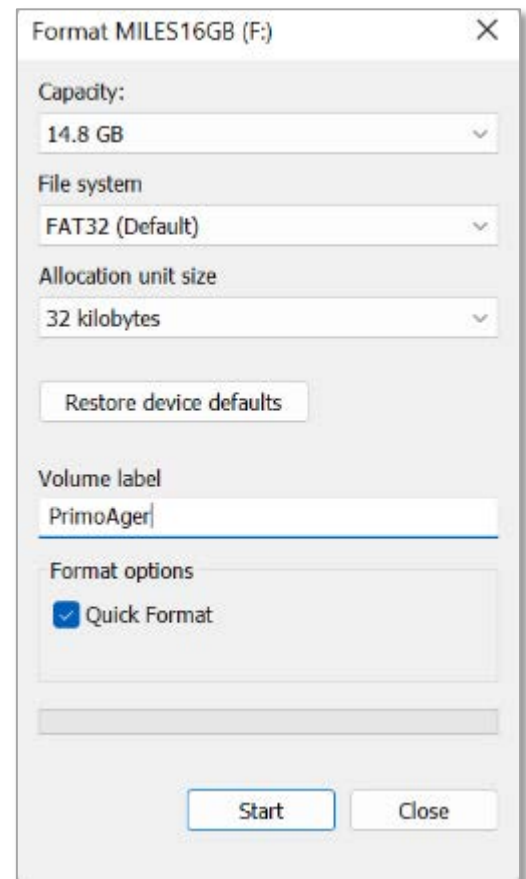 Format MILES16GB (F:)
Capacity:
14.8 GB
File system
FAT32 (Default)
Allocation unit size
32 kilobytes
Restore device defaults
Volume label
PrimoAger
Format options
Quick Format
Start Close